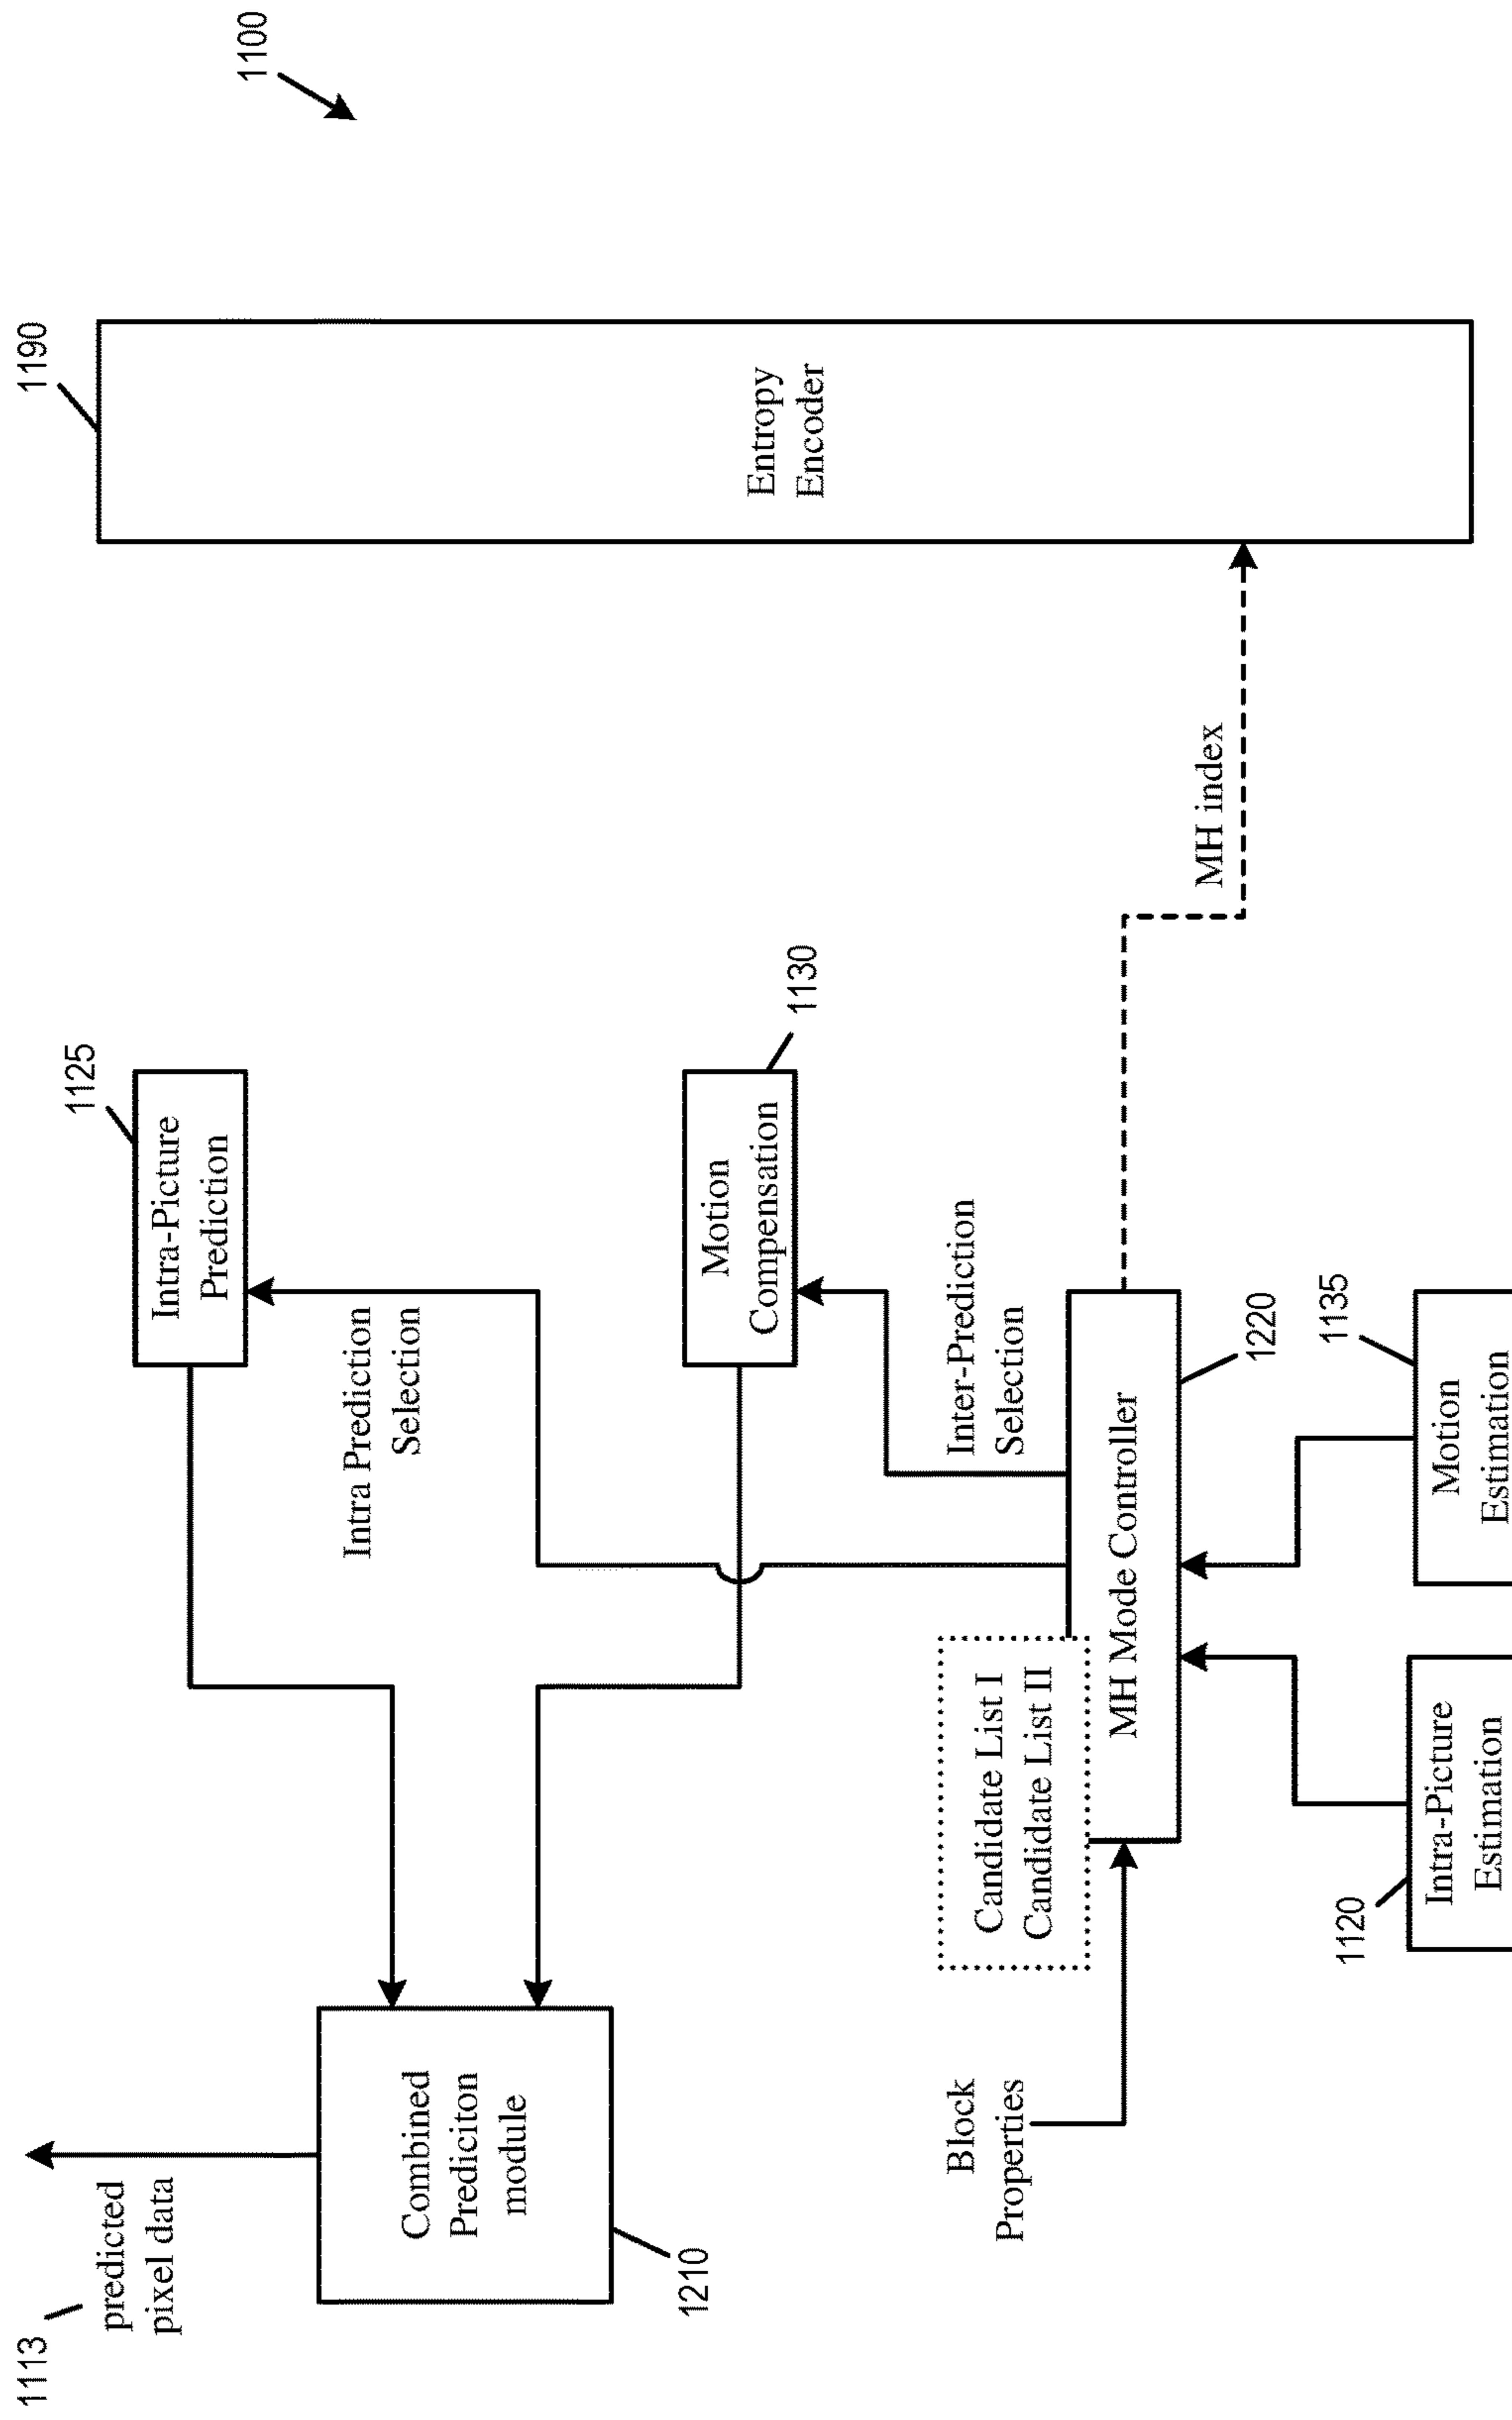 1113
predicted
pixel data
Combined
Prediciton
module
1210
Intra-Picture
Prediction
1125
Intra Prediction
Selection
Motion
Compensation
1130
Inter-Prediction
Selection
Block
Properties
Candidate List I
Candidate List II
MH Mode Controller
1220
1120
Intra-Picture
Estimation
1135
Motion
Estimation
MH index
1190
Entropy
Encoder
1100